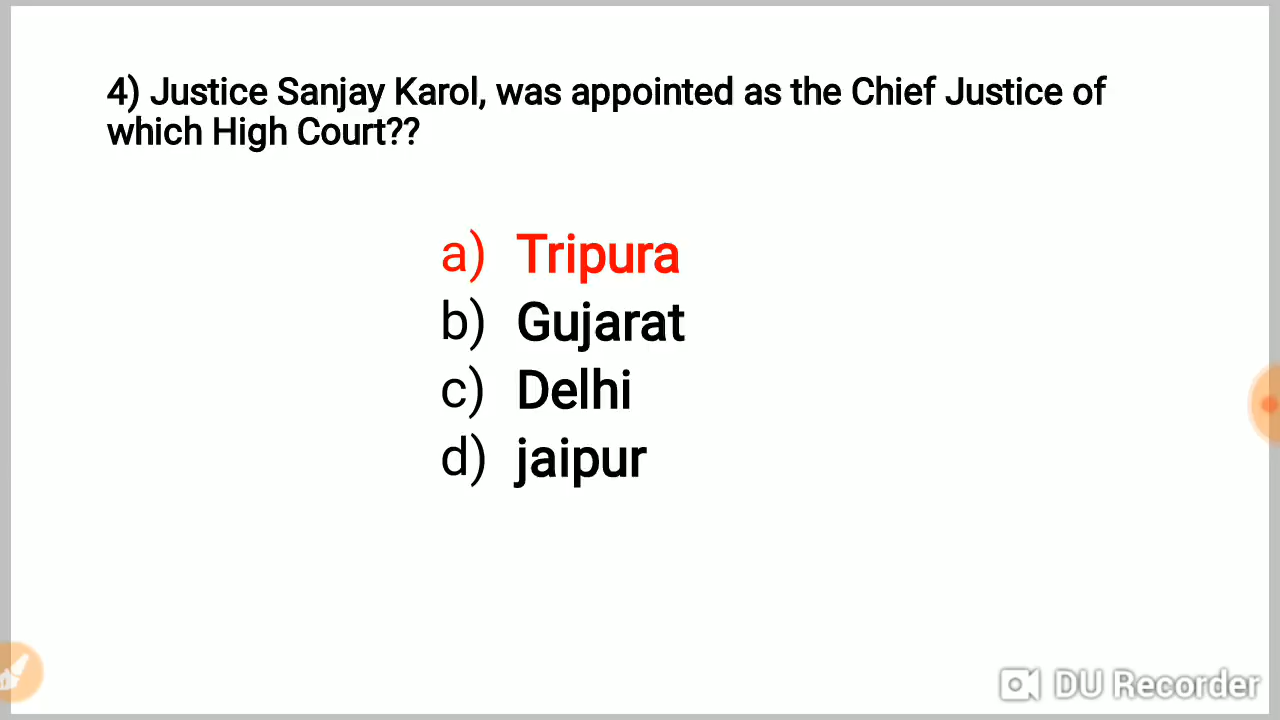 4) Justice Sanjay Karol, was appointed as the Chief Justice of
which High Court??
a) Tripura
b) Gujarat
c) Delhi
d) jaipur
DU Recorder